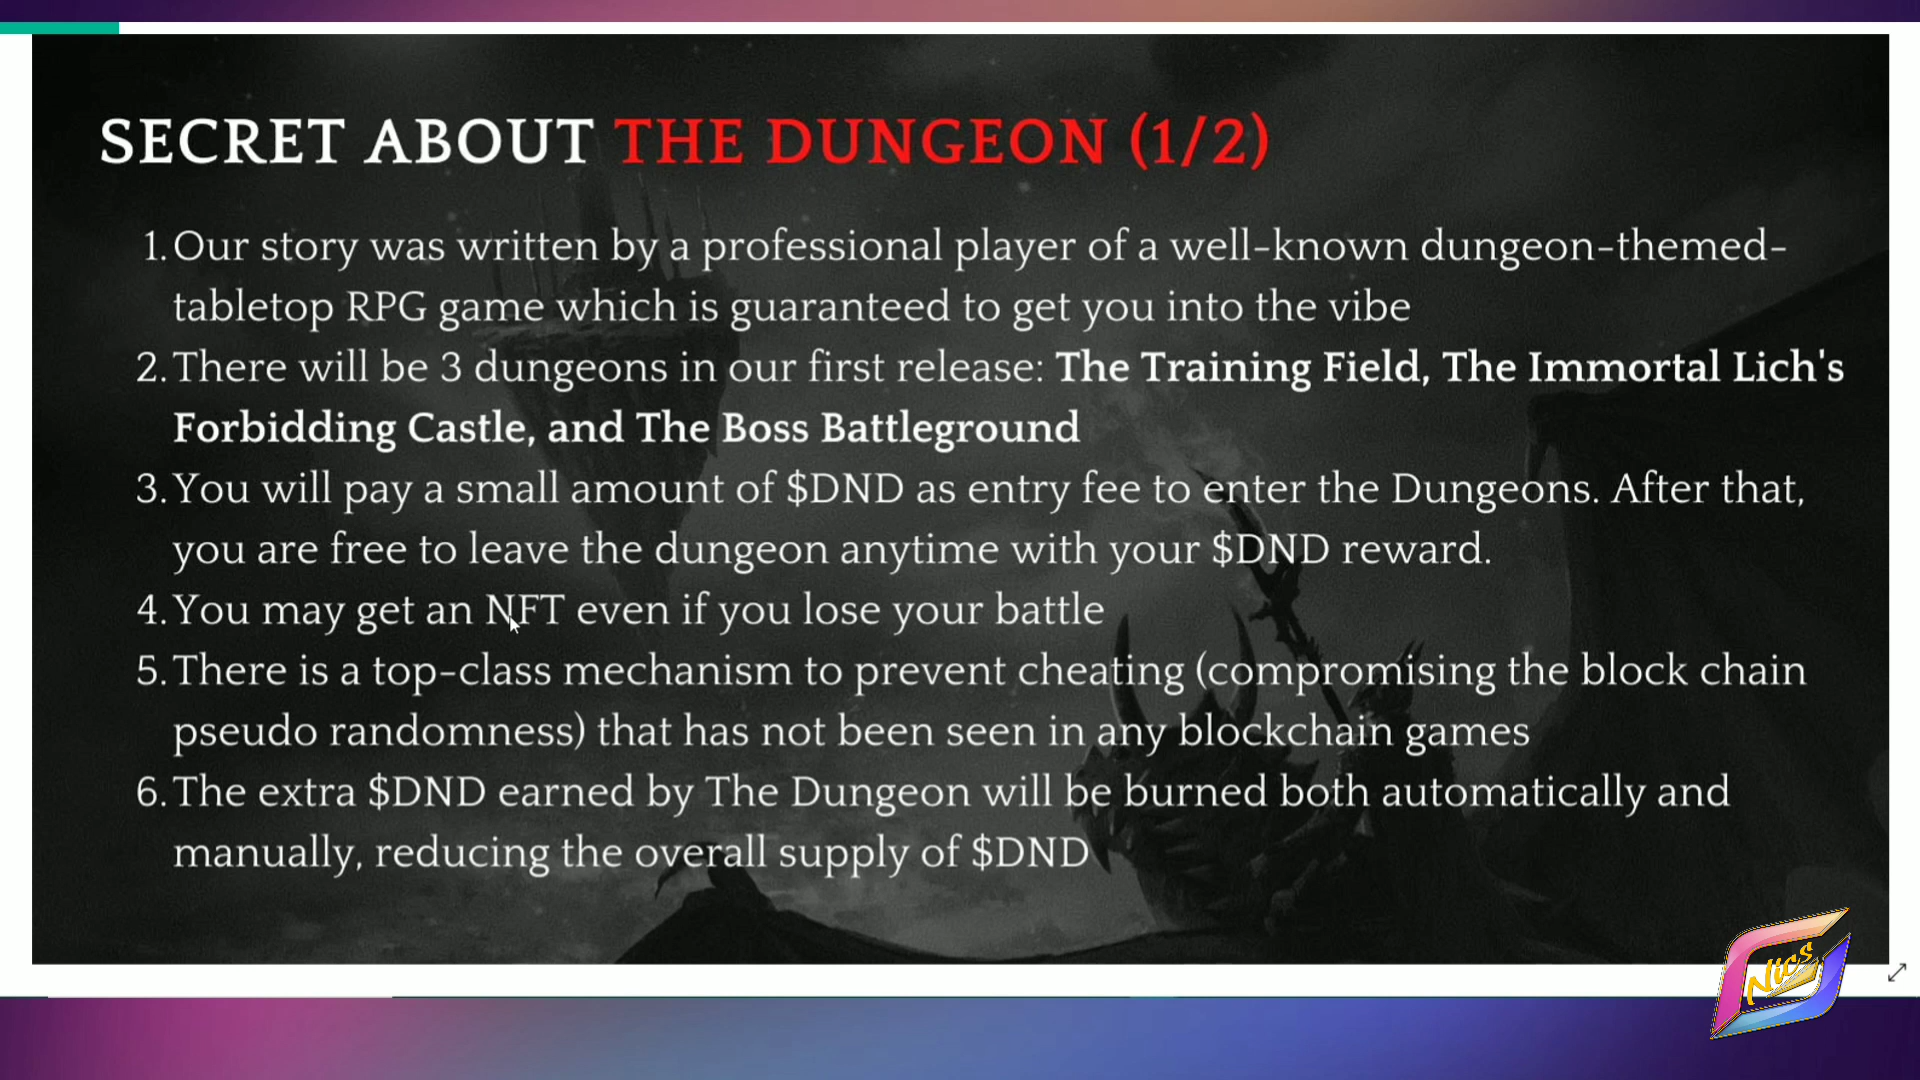 SECRET ABOUT THE DUNGEON (1/2)
1. Our story was written by a professional player of a well-known dungeon-themed-
tabletop RPG game which is guaranteed to get you into the vibe
2. There will be 3 dungeons in our first release: The Training Field, The Immortal Lich's
Forbidding Castle, and The Boss Battleground
3. You will pay a small amount of $DND as entry fee to enter the Dungeons. After that,
you are free to leave the dungeon anytime with your $DND reward.
4. You may get an NFT even if you lose your battle
5. There is a top-class mechanism to prevent cheating (compromising the block chain
pseudo randomness) that has not been seen in any blockchain games
6. The extra $DND earned by The Dungeon will be burned both automatically and
manually, reducing the overall supply of $DND
Nics